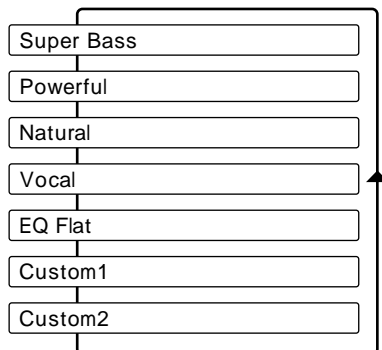 Super Bass
Powerful
Natural
Vocal
EQ Flat
Custom1
Custom2